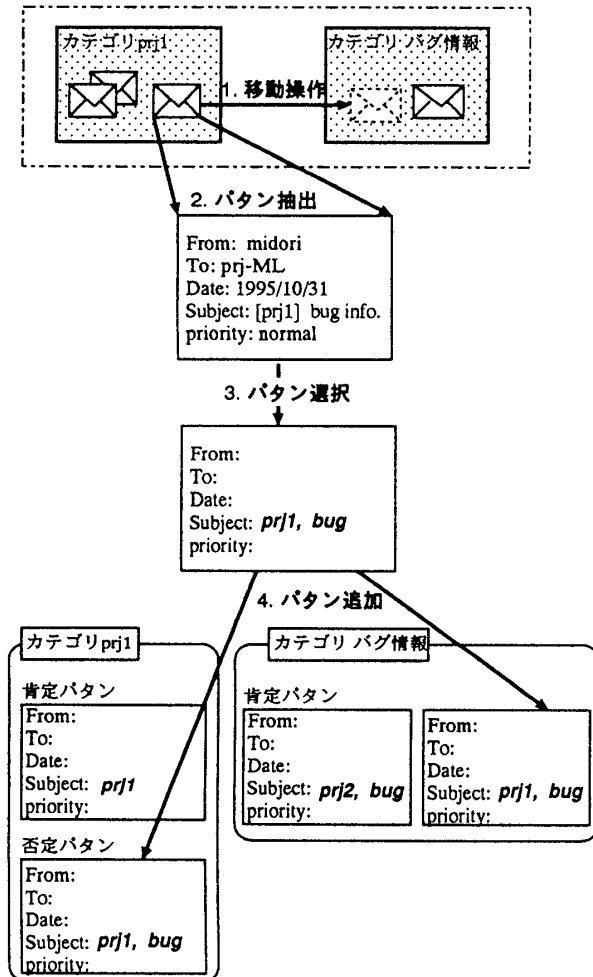 カテゴリprj1
カテゴリ バグ情報
1. 移動操作
2. パタン抽出
From: midori
To: prj-ML
Date: 1995/10/31
Subject: [prj1] bug info.
priority: normal
3. パタン選択
From:
To:
Date:
Subject: prj1, bug
priority:
4. パタン追加
カテゴリprj1
肯定パタン
From:
To:
Date:
Subject: prj1
priority:
否定パタン
From:
To:
Date:
Subject: prj1, bug
priority:
カテゴリ バグ情報
肯定パタン
From:
To:
Date:
Subject: prj2, bug
priority:
From:
To:
Date:
Subject: prj1, bug
priority: